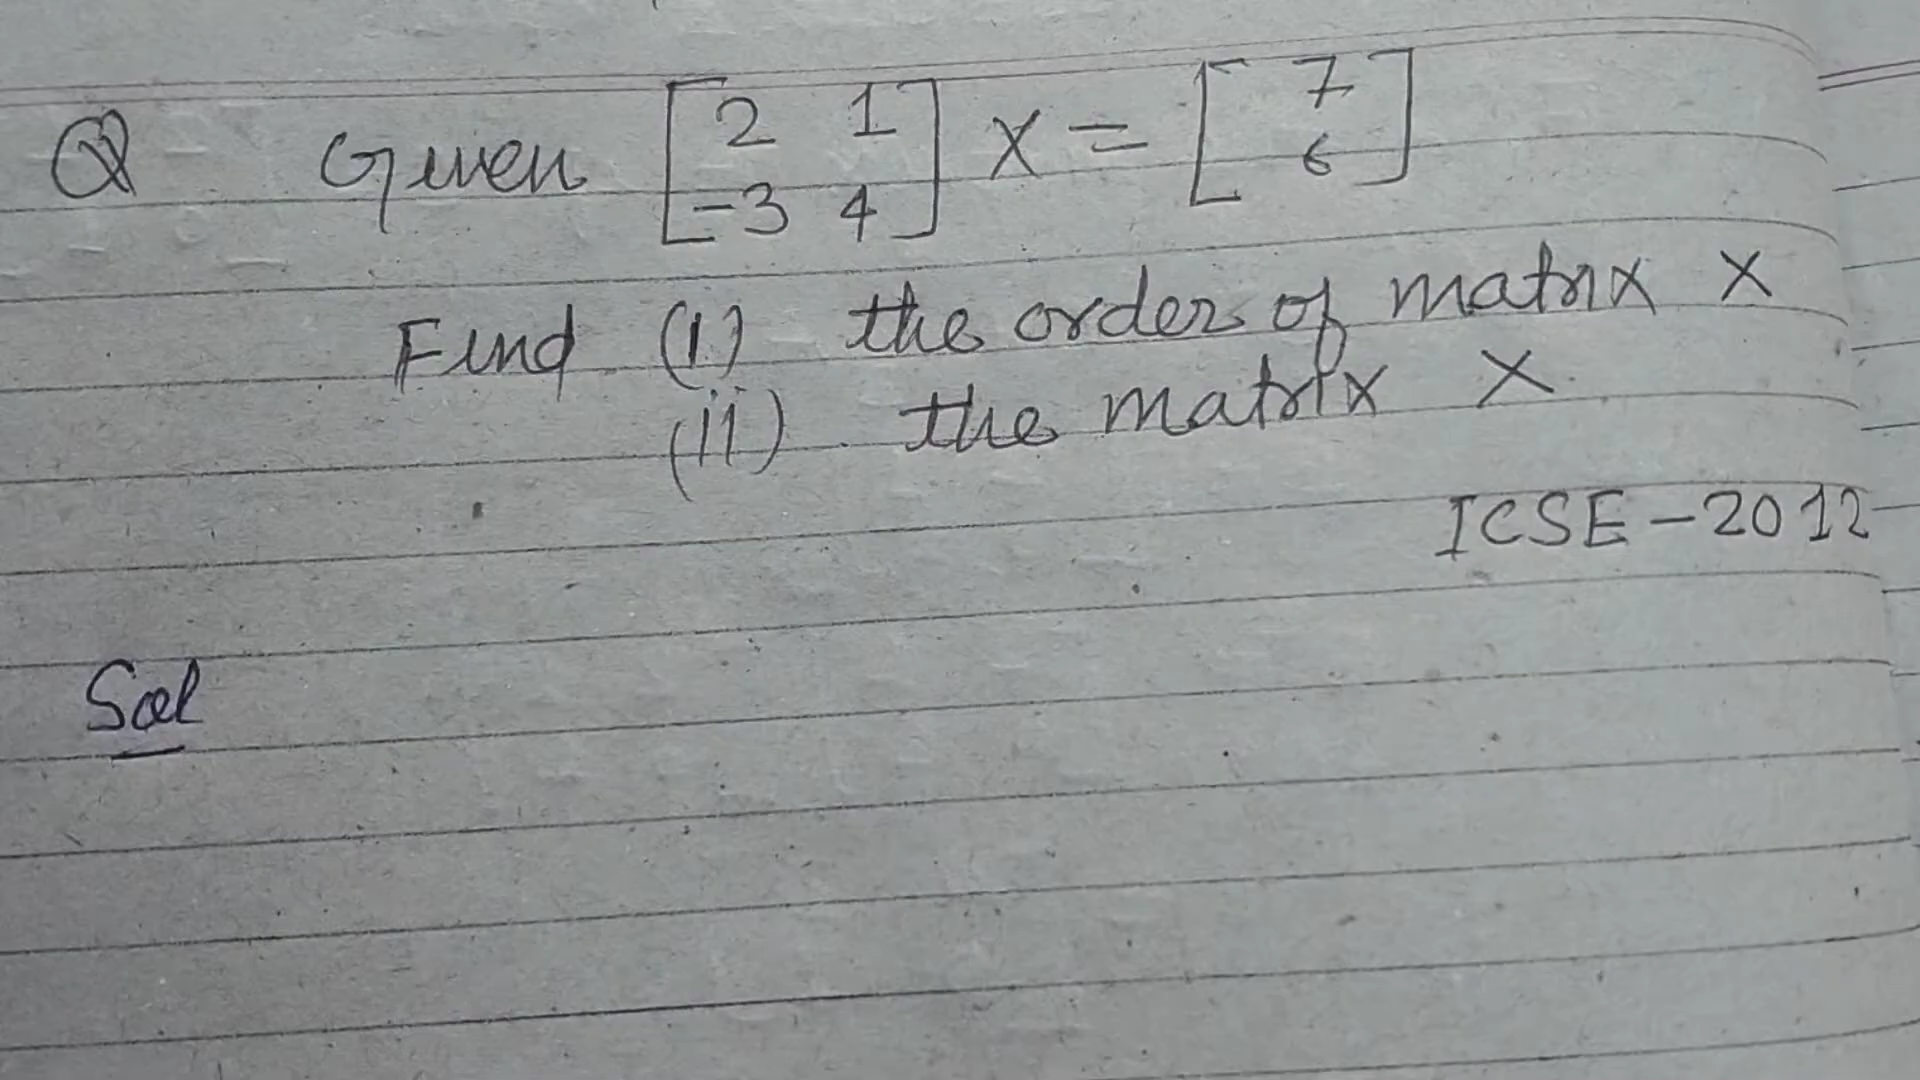 Q Given [2 1 -3 4] X = [7 6]
Find (i) the order of matrix X
(ii) the matrix X
ICSE - 2012
Sol